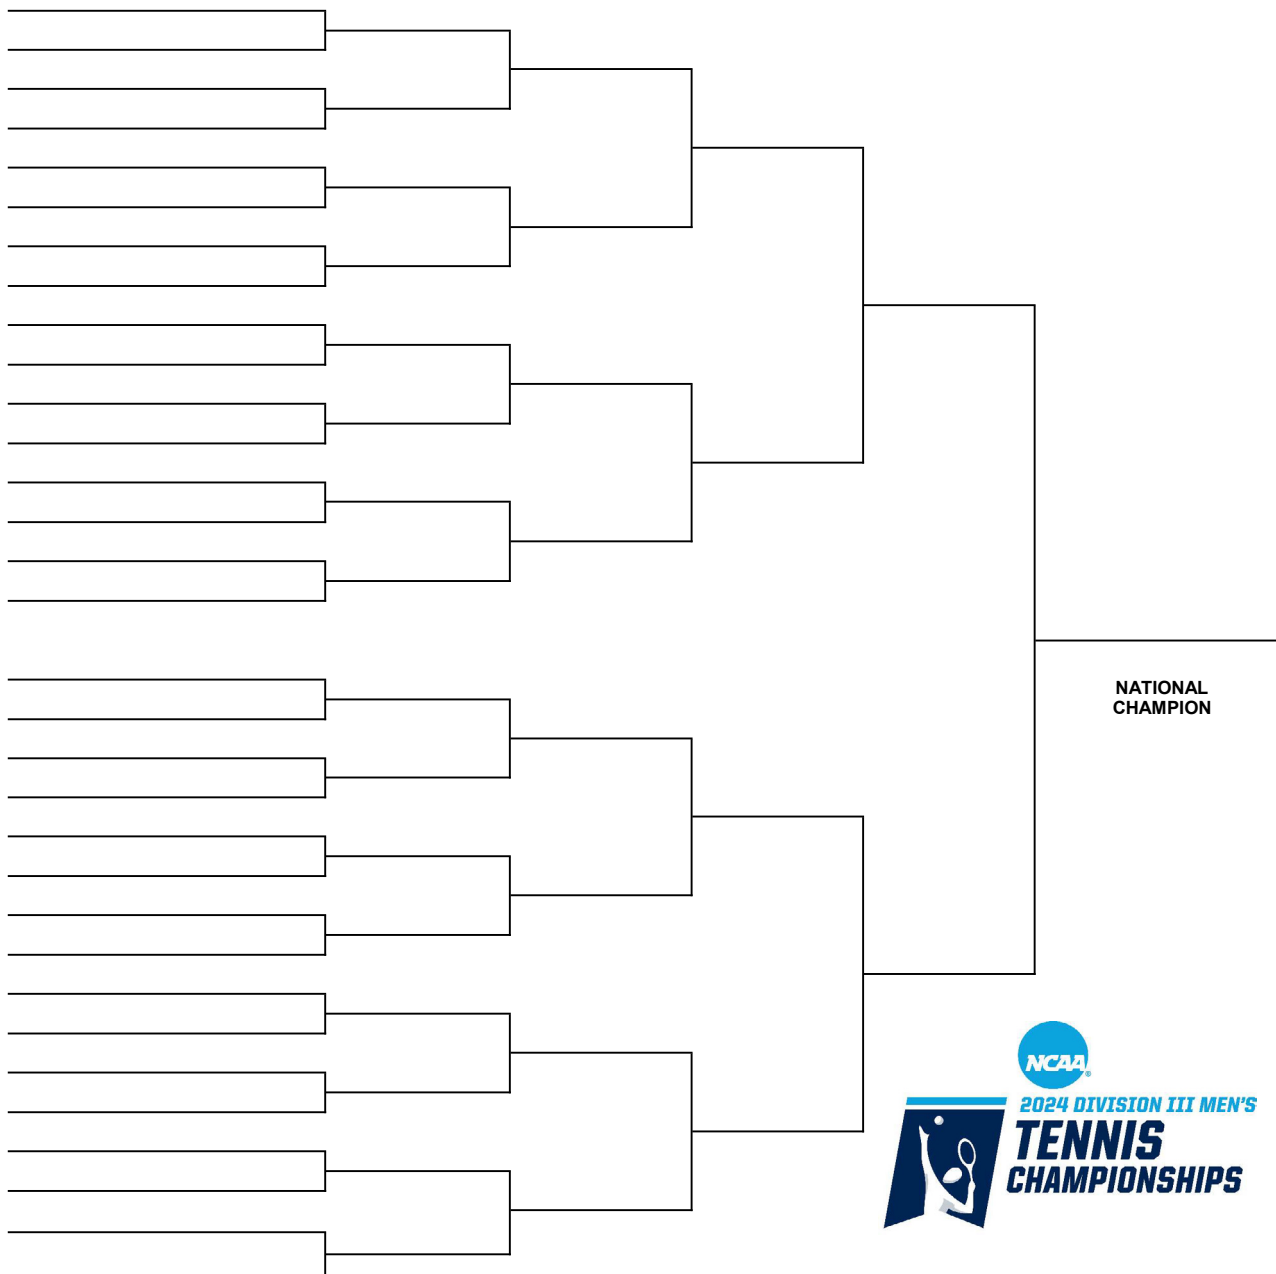 NATIONAL
CHAMPION
NCAA®
2024 DIVISION III MEN'S
TENNIS
CHAMPIONSHIPS